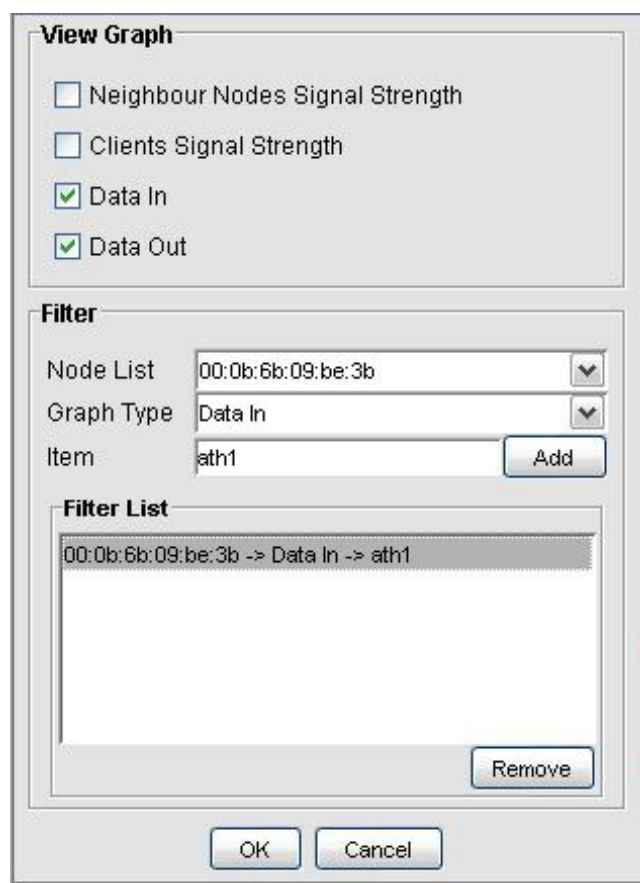 View Graph
Neighbour Nodes Signal Strength
Clients Signal Strength
Data In
Data Out
Filter
Node List 00:0b:6b:09:be:3b
Graph Type Data In
Item ath1 Add
Filter List
00:0b:6b:09:be:3b -> Data In -> ath1
Remove
OK Cancel